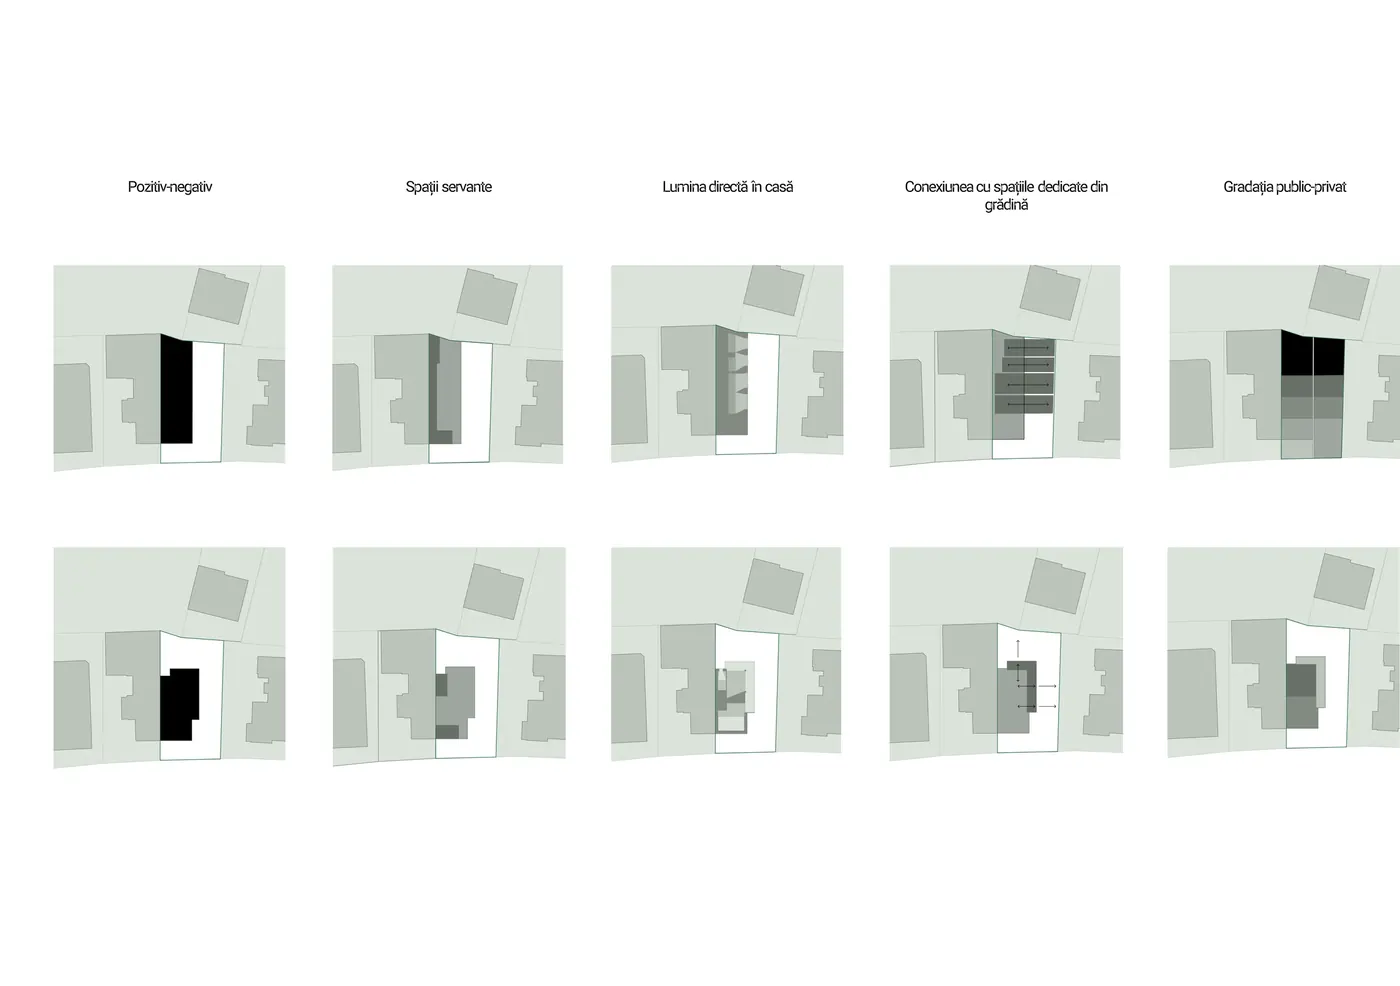 Pozitiv-negativ
Spații servante
Lumina directă în casă
Conexiunea cu spațiile dedicate din
grădină
Gradația public-privat